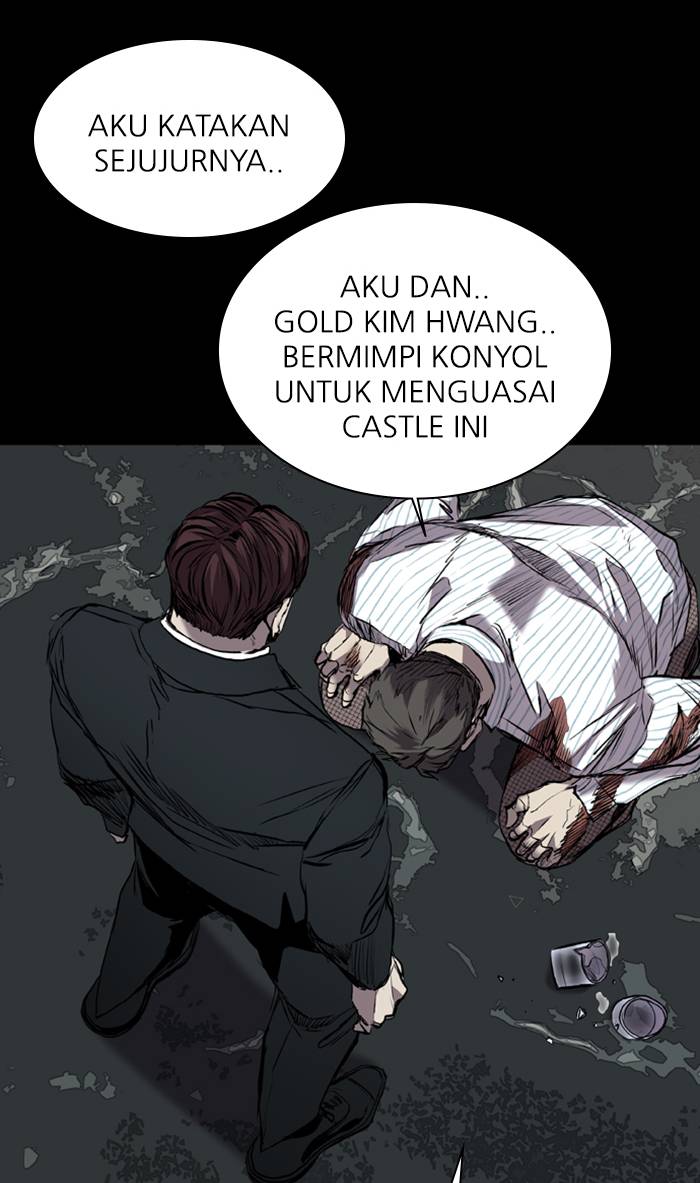 AKU KATAKAN
SEJUJURNYA..
AKU DAN..
GOLD KIM HWANG..
BERMIMPI KONYOL
UNTUK MENGUASAI
CASTLE INI